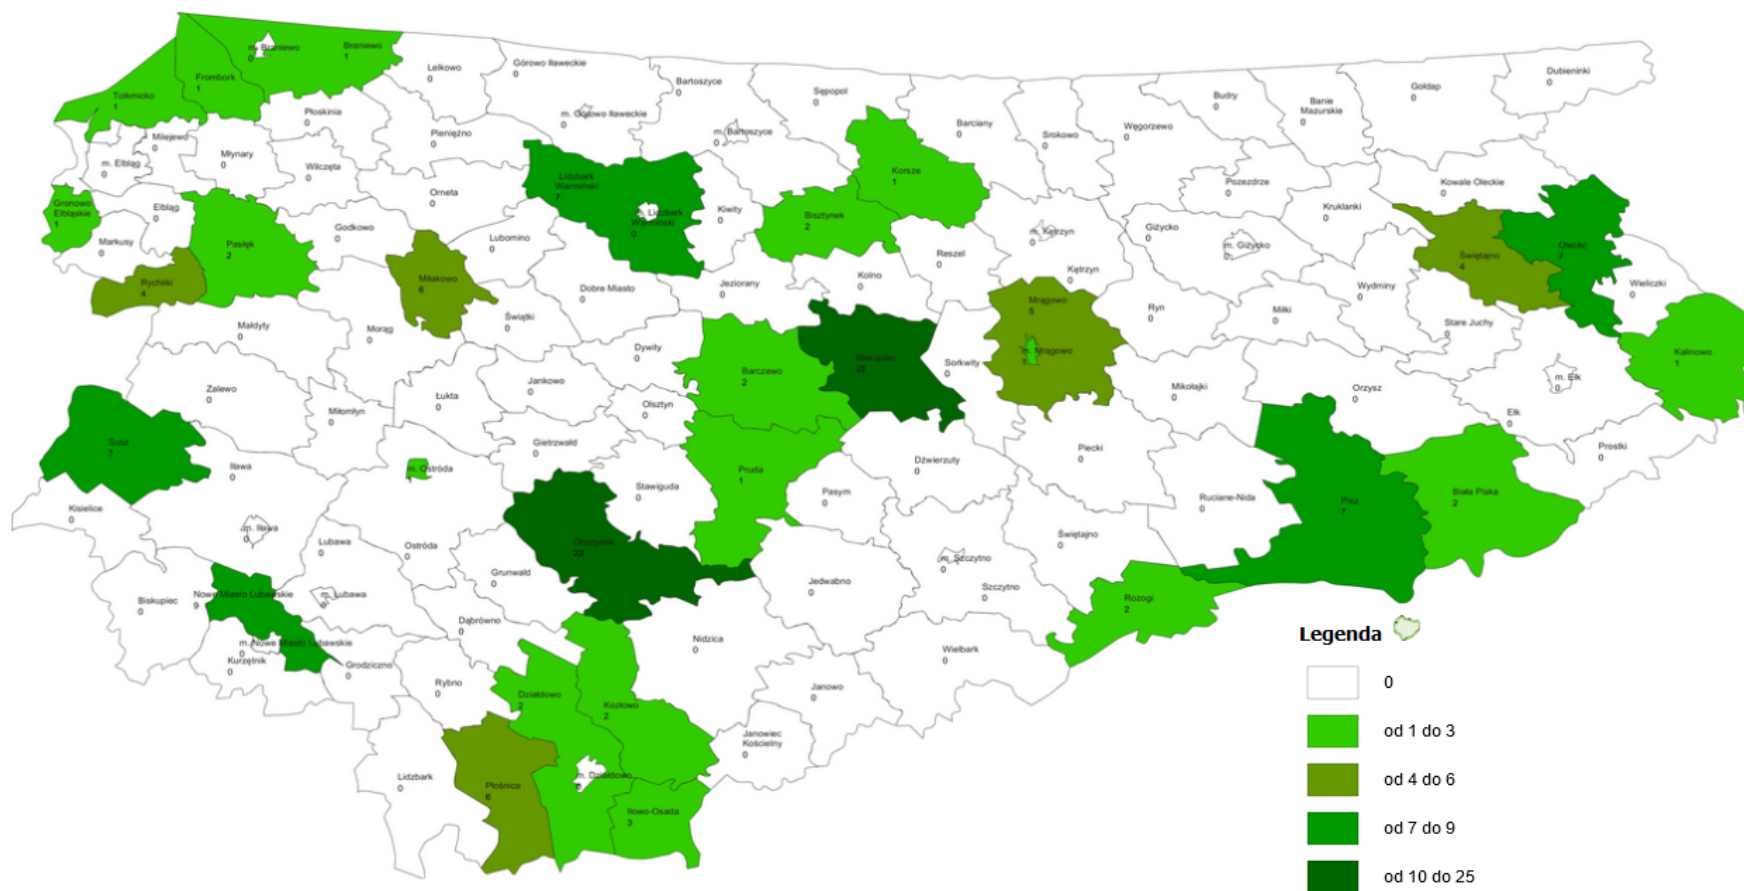 m. Braniewo
0
Braniewo
1
Lelkowo
0
Górowo Iławeckie
0
Bartoszyce
0
Sępopol
0
Budry
0
Banie
Mazurskie
0
Gołdap
0
Dubieninki
0
Frombork
1
Tolkmicko
1
Płoskinia
0
m. Górowo Iławeckie
0
m. Bartoszyce
0
Barciany
0
Srokowo
0
Węgorzewo
0
Milejewo
0
Pieniężno
0
m. Elbląg
0
Młynary
0
Wilczęta
0
Lidzbark
Warmiński
7
Korsze
1
Pozezdrze
0
Kowale Oleckie
0
Orneta
0
Gronowo
Elbląskie
1
Elbląg
0
m. Lidzbark
Warmiński
0
Kiwity
0
Bisztynek
2
Kruklanki
0
Godkowo
0
Giżycko
0
m. Kętrzyn
0
m. Giżycko
0
Markusy
0
Pasłęk
2
Lubomino
0
Reszel
0
Olecko
7
Świętajno
4
Rychliki
4
Miłakowo
6
Dobre Miasto
0
Jeziorany
0
Kolno
0
Kętrzyn
0
Wydminy
0
Wieliczki
0
Mrągowo
5
Ryn
0
Miłki
0
Stare Juchy
0
Małdyty
0
Morąg
0
Świątki
0
Dywity
0
Biskupiec
25
Sorkwity
0
m. Mrągowo
1
Kalinowo
1
Barczewo
2
Zalewo
0
Łukta
0
Jonkowo
0
Mikołajki
0
Orzysz
0
m. Ełk
0
Miłomłyn
0
Olsztyn
0
Ełk
0
Susz
7
Gietrzwałd
0
Dźwierzuty
0
Piecki
0
Prostki
0
Iława
0
m. Ostróda
1
Stawiguda
0
Pruda
1
Pasym
0
Ruciane-Nida
0
Pisz
7
Biała Piska
2
Kisielice
0
m. Iława
0
Lubawa
0
Ostróda
0
Olsztynek
22
Świętajno
0
m. Szczytno
0
Grunwald
0
Jedwabno
0
Szczytno
0
Biskupiec
0
Nowe Miasto Lubawskie
9
m. Lubawa
0
Rozogi
2
Dąbrówno
0
m. Nowe Miasto Lubawskie
0
Nidzica
0
Wielbark
0
Kurzętnik
0
Grodziczno
0
Rybno
0
Janowo
0
Działdowo
2
Kozłowo
2
Janowiec
Kościelny
0
Lidzbark
0
m. Działdowo
0
Płośnica
6
Iłowo-Osada
3
Legenda
0
od 1 do 3
od 4 do 6
od 7 do 9
od 10 do 25